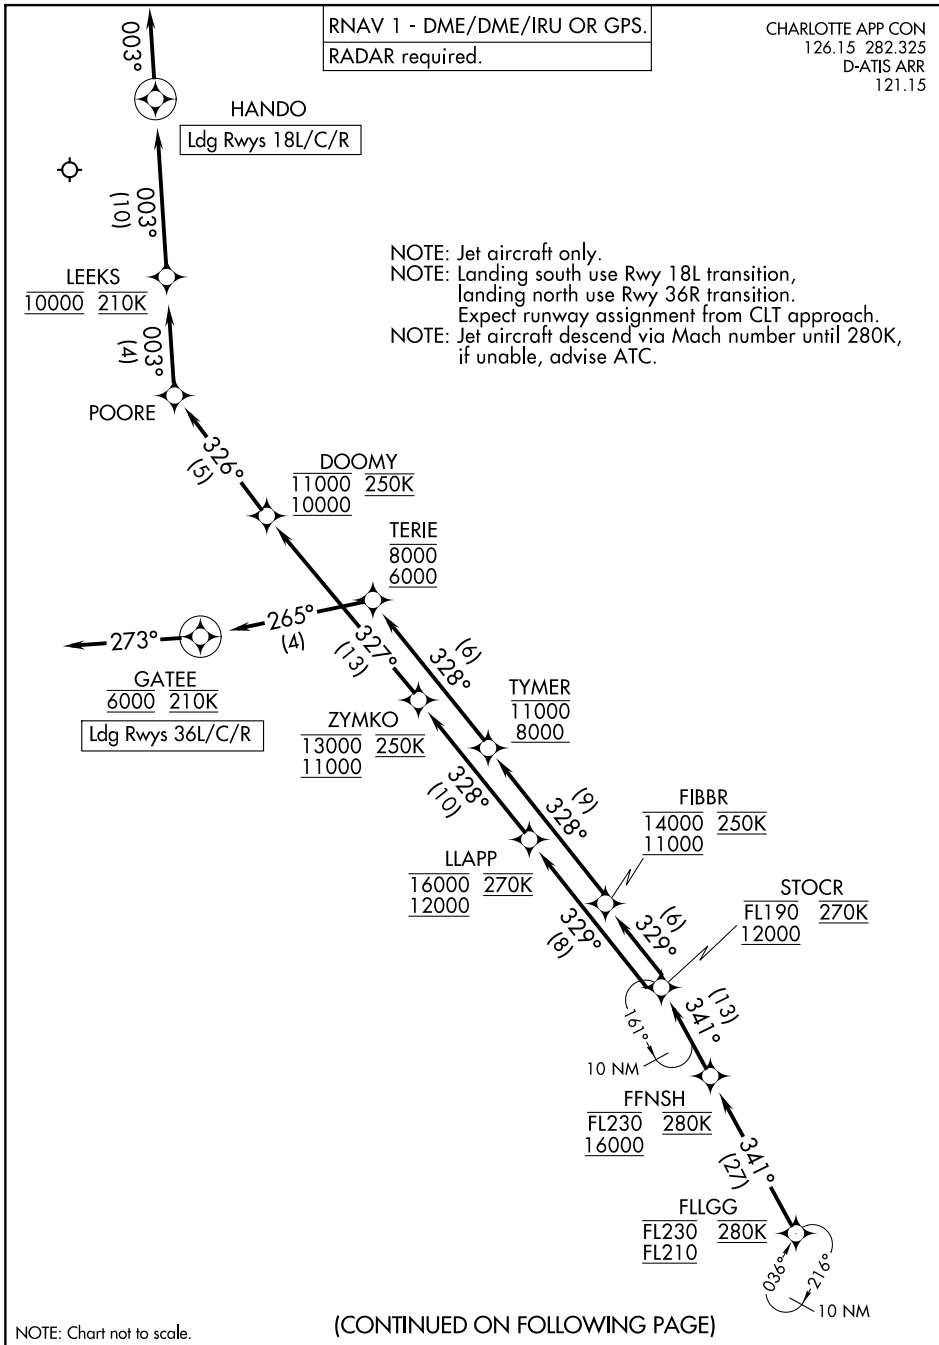 RNAV 1 - DME/DME/IRU OR GPS.
RADAR required.
CHARLOTTE APP CON
126.15 282.325
D-ATIS ARR
121.15
003°
HANDO
Ldg Rwys 18L/C/R
003°
(10)
LEEKS
10000 210K
003°
(4)
POORE
NOTE: Jet aircraft only.
NOTE: Landing south use Rwy 18L transition,
landing north use Rwy 36R transition.
Expect runway assignment from CLT approach.
NOTE: Jet aircraft descend via Mach number until 280K,
if unable, advise ATC.
326°
(5)
DOOMY
11000 250K
10000
TERIE
8000
6000
265°
(4)
273°
GATEE
6000 210K
Ldg Rwys 36L/C/R
327°
(13)
328°
(6)
ZYMKO
13000 250K
11000
TYMER
11000
8000
328°
(10)
328°
(9)
FIBBR
14000 250K
11000
LLAPP
16000 270K
12000
STOCR
FL190 270K
12000
329°
(8)
329°
(6)
161°
10 NM
341°
(13)
FFNSH
FL230 280K
16000
341°
(27)
FLLGG
FL230 280K
FL210
036°
216°
10 NM
NOTE: Chart not to scale.
(CONTINUED ON FOLLOWING PAGE)